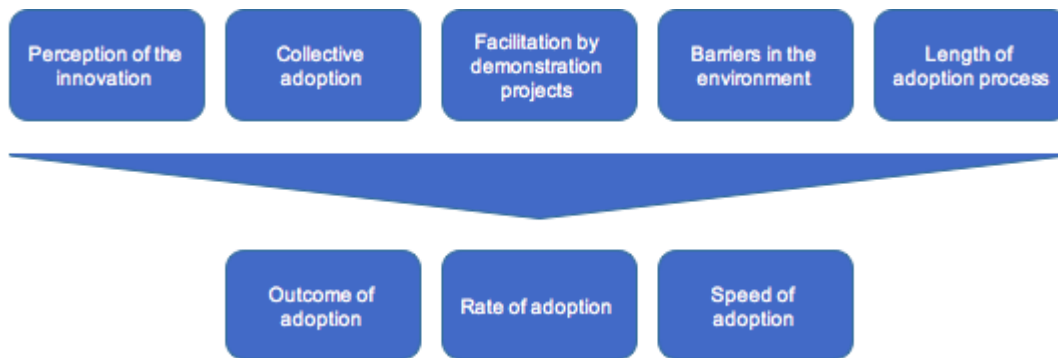 Perception of the
innovation
Collective
adoption
Facilitation by
demonstration
projects
Barriers in the
environment
Length of
adoption process
Outcome of
adoption
Rate of adoption
Speed of
adoption